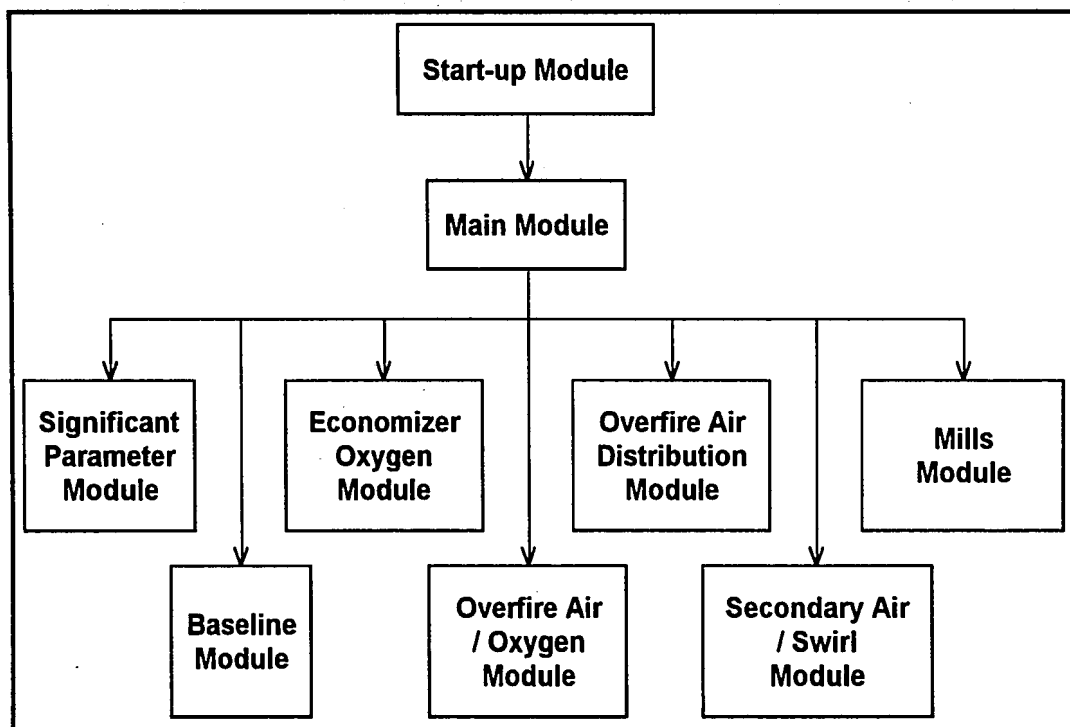 Start-up Module
Main Module
Significant
Parameter
Module
Economizer
Oxygen
Module
Overfire Air
Distribution
Module
Mills
Module
Baseline
Module
Overfire Air
/ Oxygen
Module
Secondary Air
/ Swirl
Module